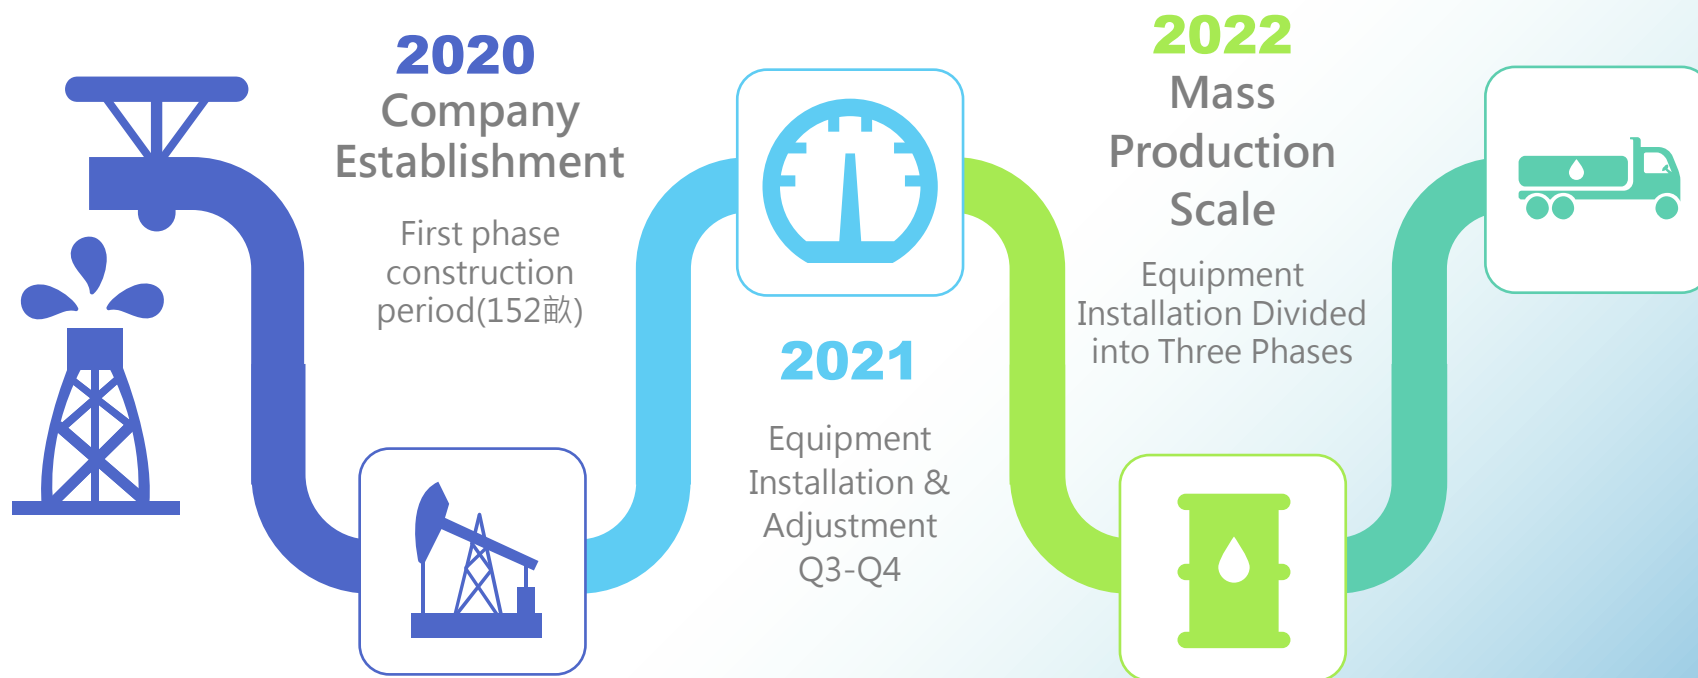 2020
Company
Establishment
First phase
construction
period(152畝)
2021
Equipment
Installation &
Adjustment
Q3-Q4
2022
Mass
Production
Scale
Equipment
Installation Divided
into Three Phases